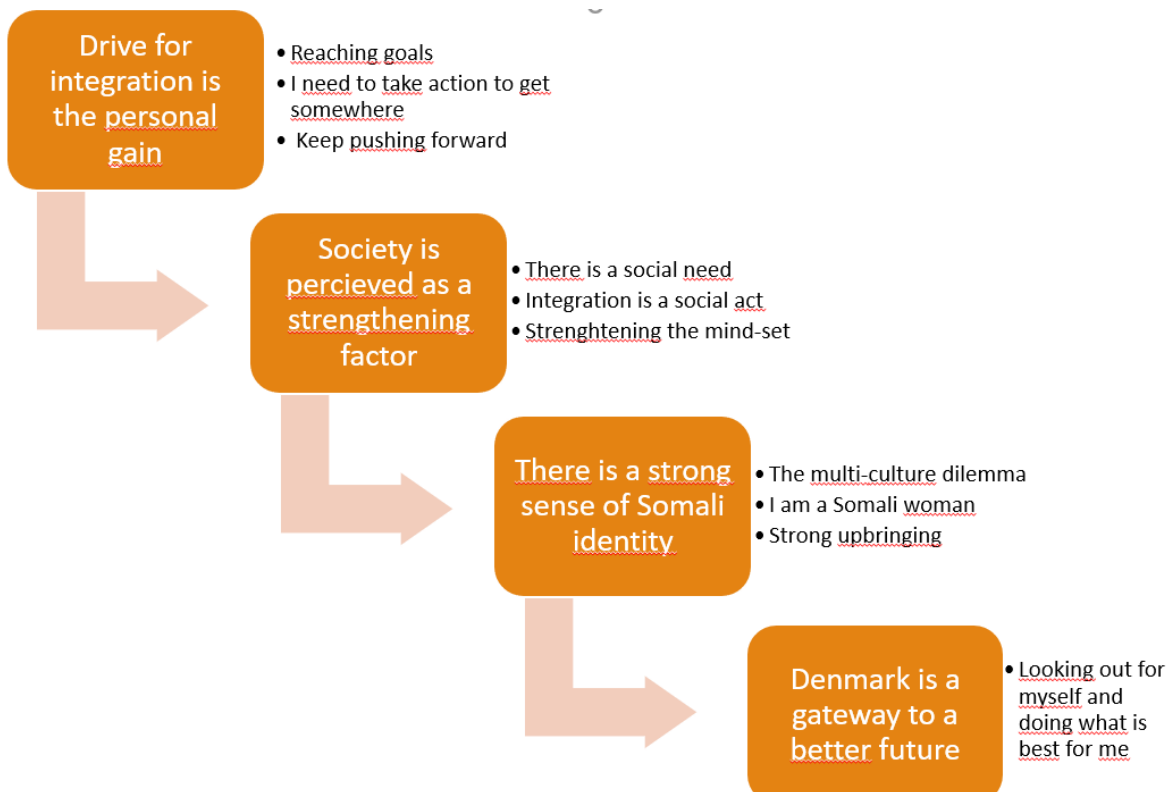 Drive for
integration is
the personal
gain
• Reaching goals
• I need to take action to get
somewhere
• Keep pushing forward
Society is
percieved as a
strengthening
factor
• There is a social need
• Integration is a social act
• Strenghtening the mind-set
There is a strong
sense of Somali
identity
• The multi-culture dilemma
• I am a Somali woman
• Strong upbringing
Denmark is a
gateway to a
better future
• Looking out for
myself and
doing what is
best for me